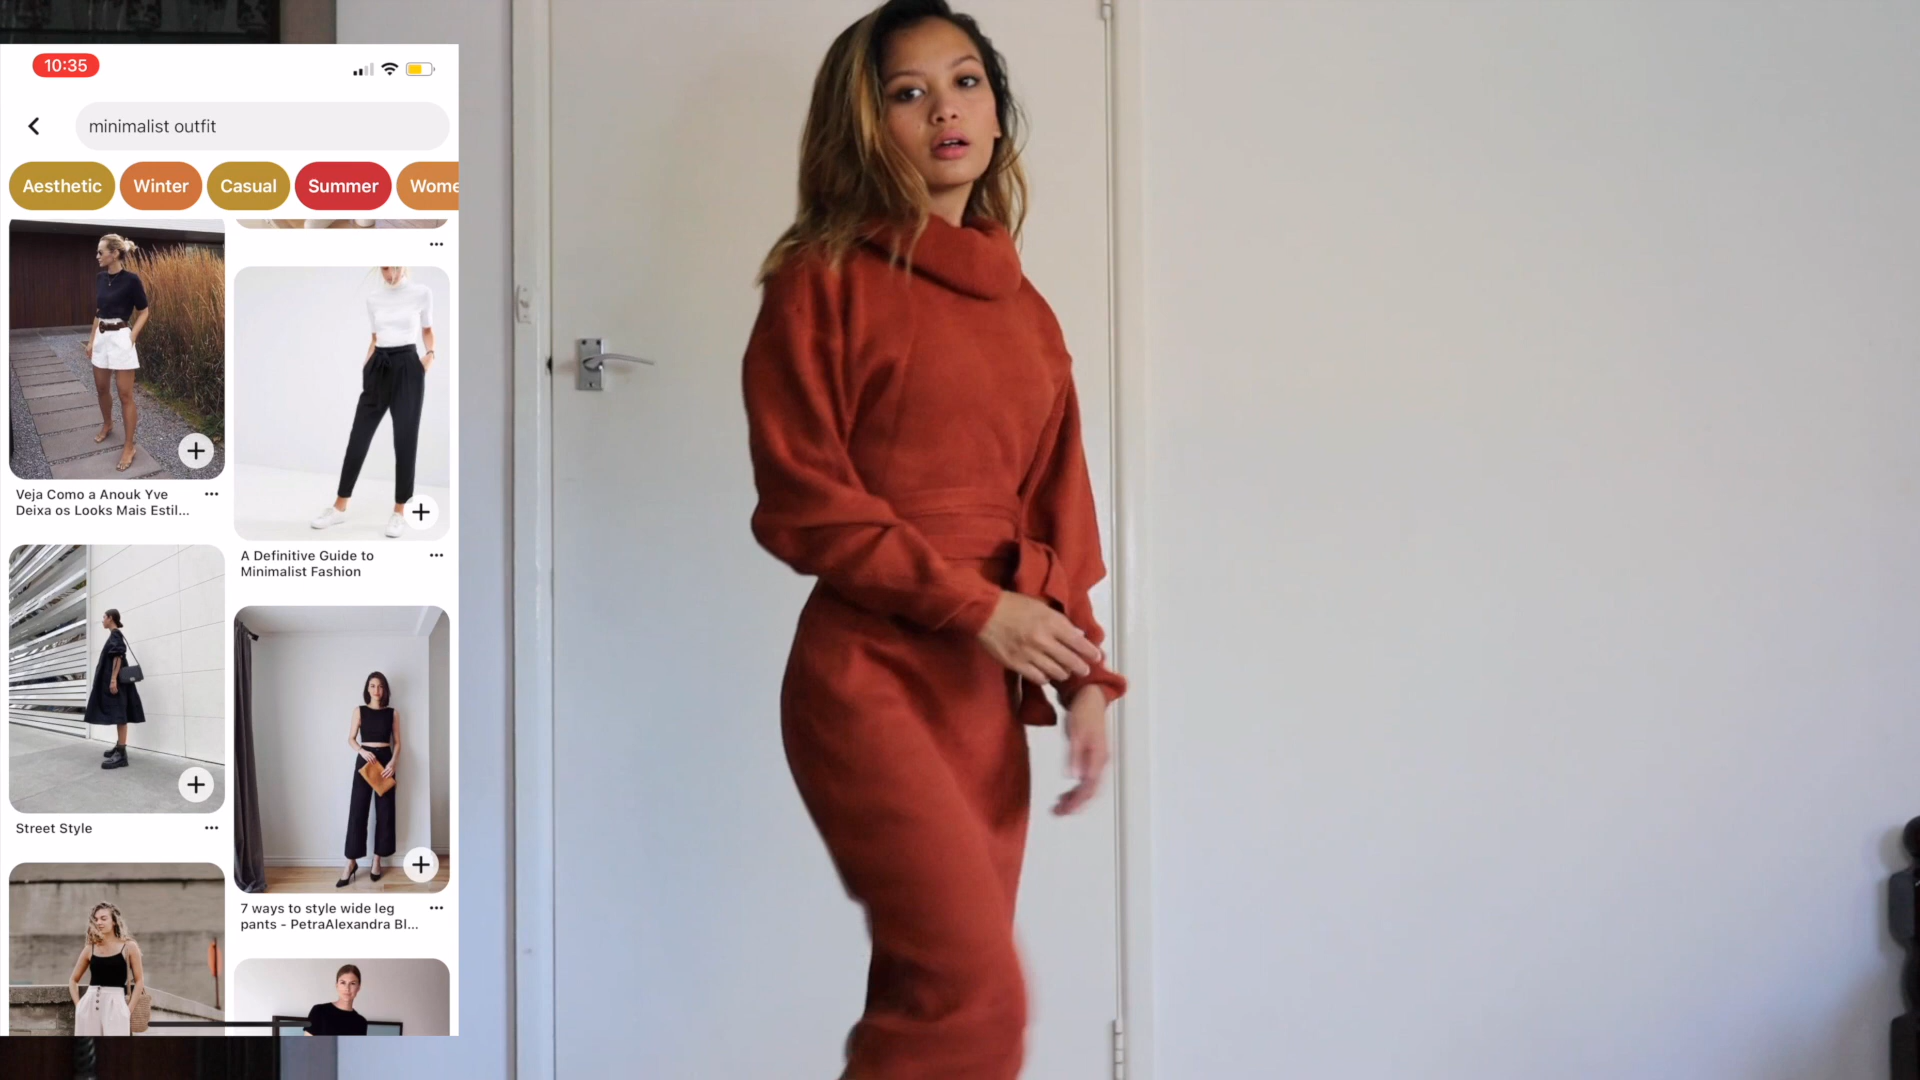 10:35
minimalist outfit
Aesthetic
Winter
Casual
Summer
Wome
Veja Como a Anouk Yve
Deixa os Looks Mais Estil...
A Definitive Guide to
Minimalist Fashion
Street Style
7 ways to style wide leg
pants - PetraAlexandra Bl...